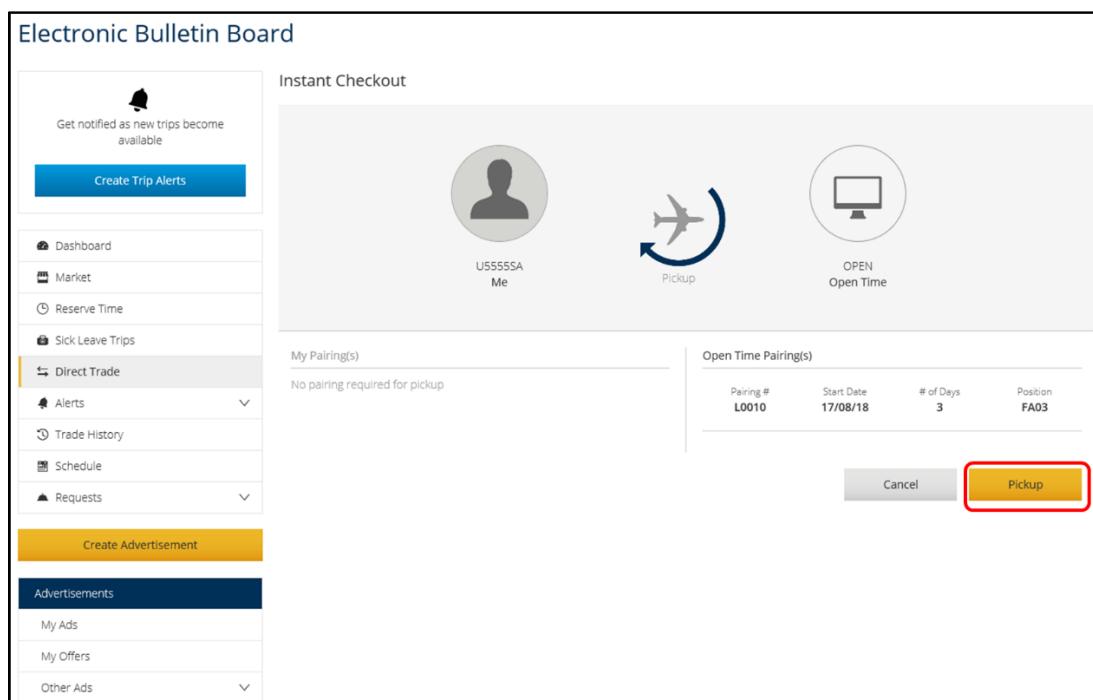 Electronic Bulletin Board
Get notified as new trips become
available
Create Trip Alerts
Dashboard
Market
Reserve Time
Sick Leave Trips
Direct Trade
Alerts
Trade History
Schedule
Requests
Create Advertisement
Advertisements
My Ads
My Offers
Other Ads
Instant Checkout
U5555SA
Me
Pickup
OPEN
Open Time
My Pairing(s)
No pairing required for pickup
Open Time Pairing(s)
Pairing # Start Date # of Days Position
L0010 17/08/18 3 FA03
Cancel Pickup